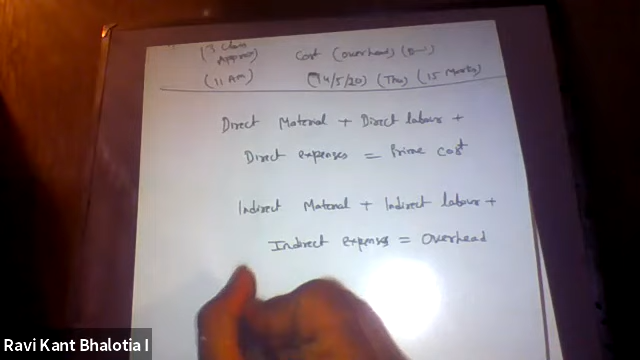 (3 Class Approx) Cost (overhead)
(11 Am) (14/5/20) (Thu) (15 Marks)
Direct Material + Direct labour +
Direct expenses = Prime cost
Indirect Material + Indirect labour +
Indirect expenses = Overhead
Ravi Kant Bhalotia I